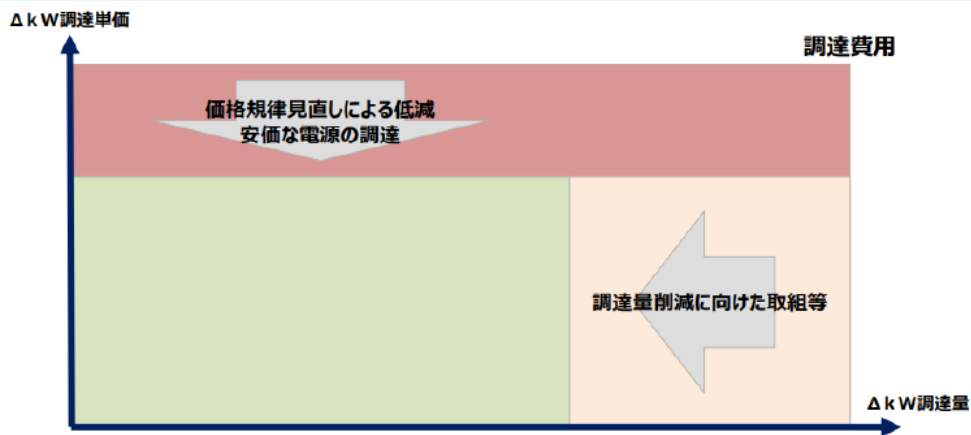 ΔkW調達単価
調達費用
価格規律見直しによる低減
安価な電源の調達
調達量削減に向けた取組等
ΔkW調達量